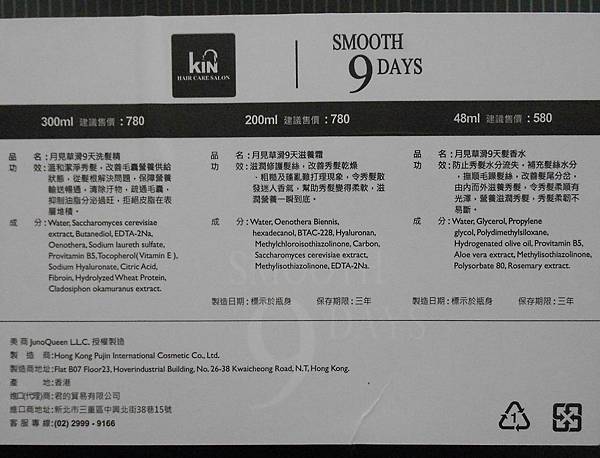 KIN
HAIR CARE SALON
SMOOTH
9 DAYS
300ml 建議售價：780
品　名：月見草滑9天洗髮精
功　效：溫和潔淨秀髮，改善毛囊營養供給
狀態，從髮根解決問題，保障營養
輸送暢通，清除汙物，疏通毛囊，
抑制油脂分泌過旺，拒絕皮脂在表
層堆積。
成　分：Water, Saccharomyces cerevisiae
extract, Butanediol, EDTA-2Na,
Oenothera, Sodium laureth sulfate,
Provitamin B5, Tocopherol( Vitamin E ),
Sodium Hyaluronate, Citric Acid,
Fibroin, Hydrolyzed Wheat Protein,
Cladosiphon okamuranus extract.
200ml 建議售價：780
品　名：月見草滑9天滋養霜
功　效：滋潤修護髮絲，改善秀髮乾燥
、粗糙及蓬亂難打理現象，令秀髮散
發迷人香氣，幫助秀髮變得柔軟，滋
潤營養一瞬到底。
成　分：Water, Oenothera Biennis,
hexadecanol, BTAC-228, Hyaluronan,
Methylchloroisothiazolinone, Carbon,
Saccharomyces cerevisiae extract,
Methylisothiazolinone, EDTA-2Na.
製造日期：標示於瓶身　保存期限：三年
48ml 建議售價：580
品　名：月見草滑9天髮香水
功　效：防止秀髮水分流失，補充髮絲水分
，撫順毛躁髮絲，改善髮尾分岔，
由內而外滋養秀髮，令秀髮柔順有
光澤，營養滋潤秀髮，秀髮柔韌不
易斷。
成　分：Water, Glycerol, Propylene
glycol, Polydimethylsiloxane,
Hydrogenated olive oil, Provitamin B5,
Aloe vera extract, Methylisothiazolinone,
Polysorbate 80, Rosemary extract.
製造日期：標示於瓶身　保存期限：三年
SMOOTH
9 DAYS
美 商 JunoQueen L.L.C. 授權製造
製　造　商：Hong Kong Pujin International Cosmetic Co., Ltd.
製造商地址：Flat B07 Floor23, Hoverindustrial Building, No. 26-38 Kwaicheong Road, N.T, Hong Kong.
產　　　地：香港
進口(代理)商：君的貿易有限公司
進口商地址：新北市三重區中興北街38巷15號
客 服 專 線：(02) 2999 - 9166
1